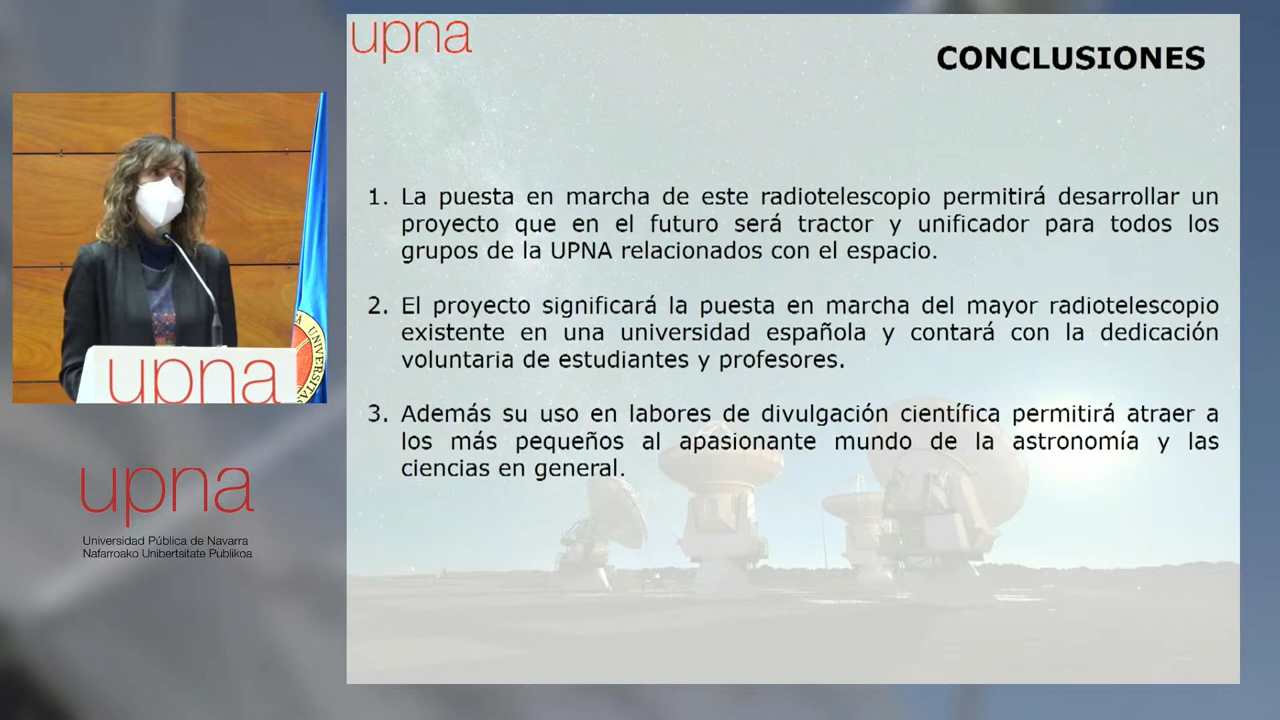 upna
CONCLUSIONES
1. La puesta en marcha de este radiotelescopio permitirá desarrollar un
proyecto que en el futuro será tractor y unificador para todos los
grupos de la UPNA relacionados con el espacio.
2. El proyecto significará la puesta en marcha del mayor radiotelescopio
existente en una universidad española y contará con la dedicación
voluntaria de estudiantes y profesores.
3. Además su uso en labores de divulgación científica permitirá atraer a
los más pequeños al apasionante mundo de la astronomía y las
ciencias en general.
upna
upna
Universidad Pública de Navarra
Nafarroako Unibertsitate Publikoa